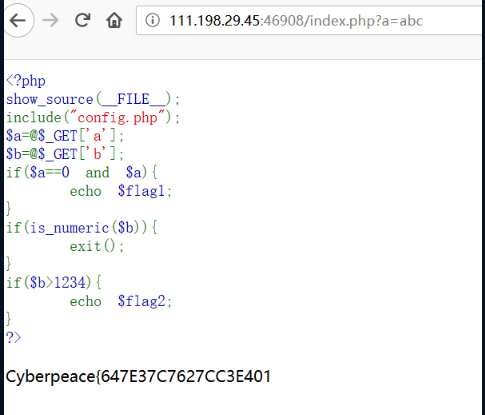 111.198.29.45:46908/index.php?a=abc
<?php
show_source(__FILE__);
include("config.php");
$a=@$_GET['a'];
$b=@$_GET['b'];
if($a==0 and $a){
echo $flag1;
}
if(is_numeric($b)){
exit();
}
if($b>1234){
echo $flag2;
}
?>
Cyberpeace{647E37C7627CC3E401